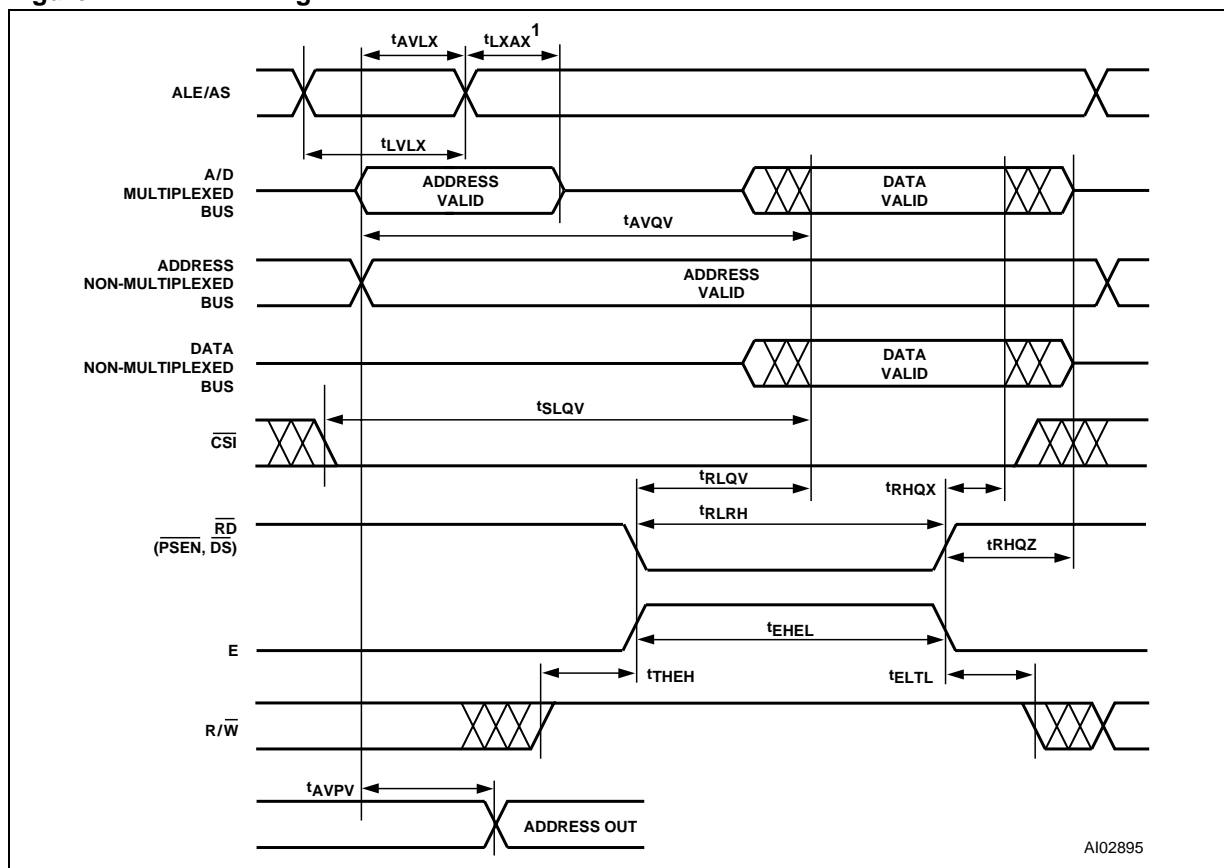 tAVLX
tLXAX 1
ALE/AS
tLVLX
A/D
MULTIPLEXED
BUS
ADDRESS
VALID
DATA
VALID
tAVQV
ADDRESS
NON-MULTIPLEXED
BUS
ADDRESS
VALID
DATA
NON-MULTIPLEXED
BUS
DATA
VALID
tSLQV
CSI
tRLQV
tRHQX
tRLRH
RD
(PSEN, DS)
tRHQZ
tEHEL
E
tTHEH
tELTL
R/W
tAVPV
ADDRESS OUT
AI02895